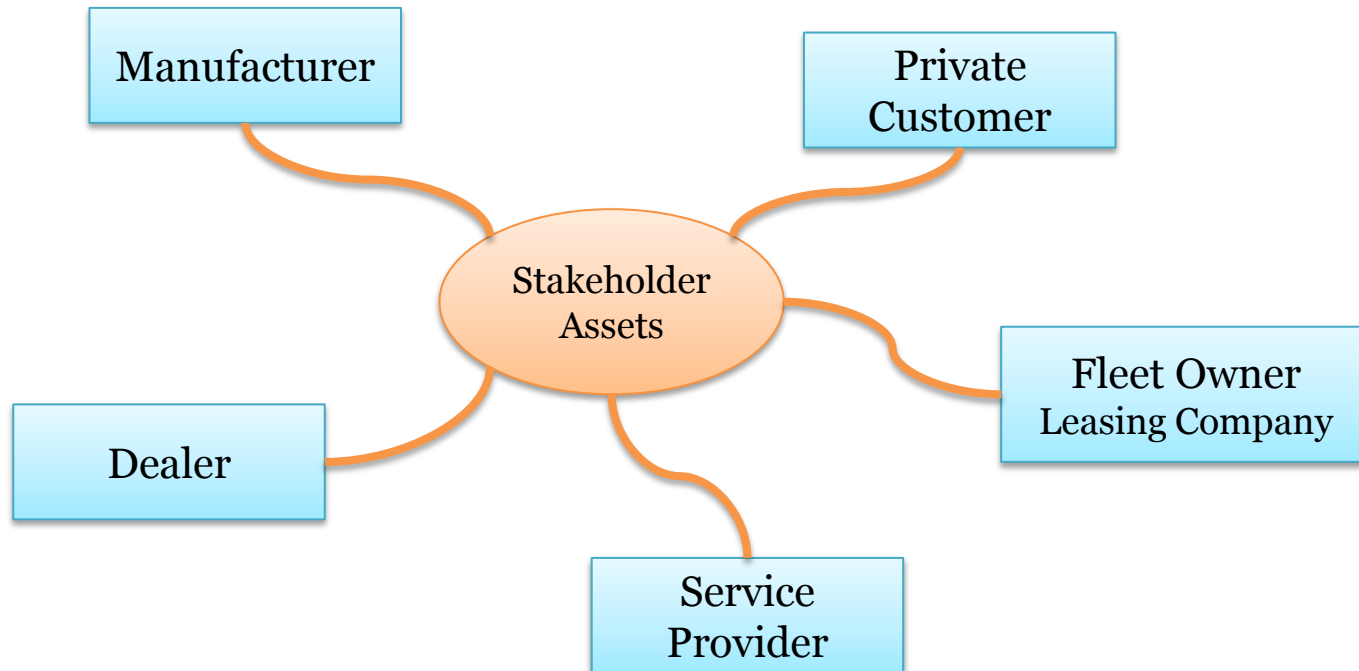 Manufacturer
Private
Customer
Stakeholder
Assets
Fleet Owner
Leasing Company
Dealer
Service
Provider